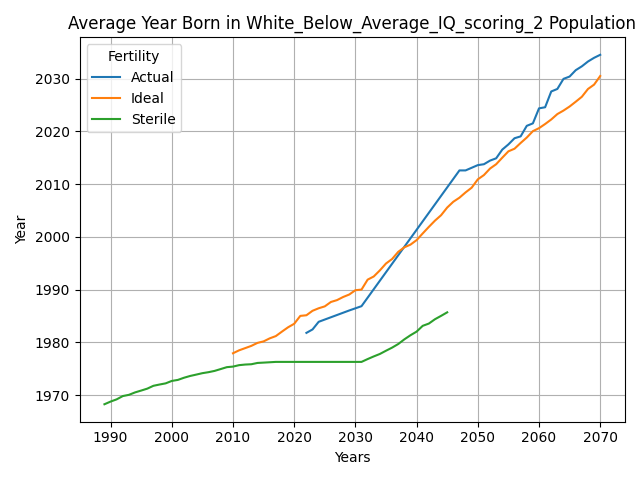 Average Year Born in White_Below_Average_IQ_scoring_2 Population
Fertility
Actual
Ideal
Sterile
Year
2030
2020
2010
2000
1990
1980
1970
1990 2000 2010 2020 2030 2040 2050 2060 2070
Years